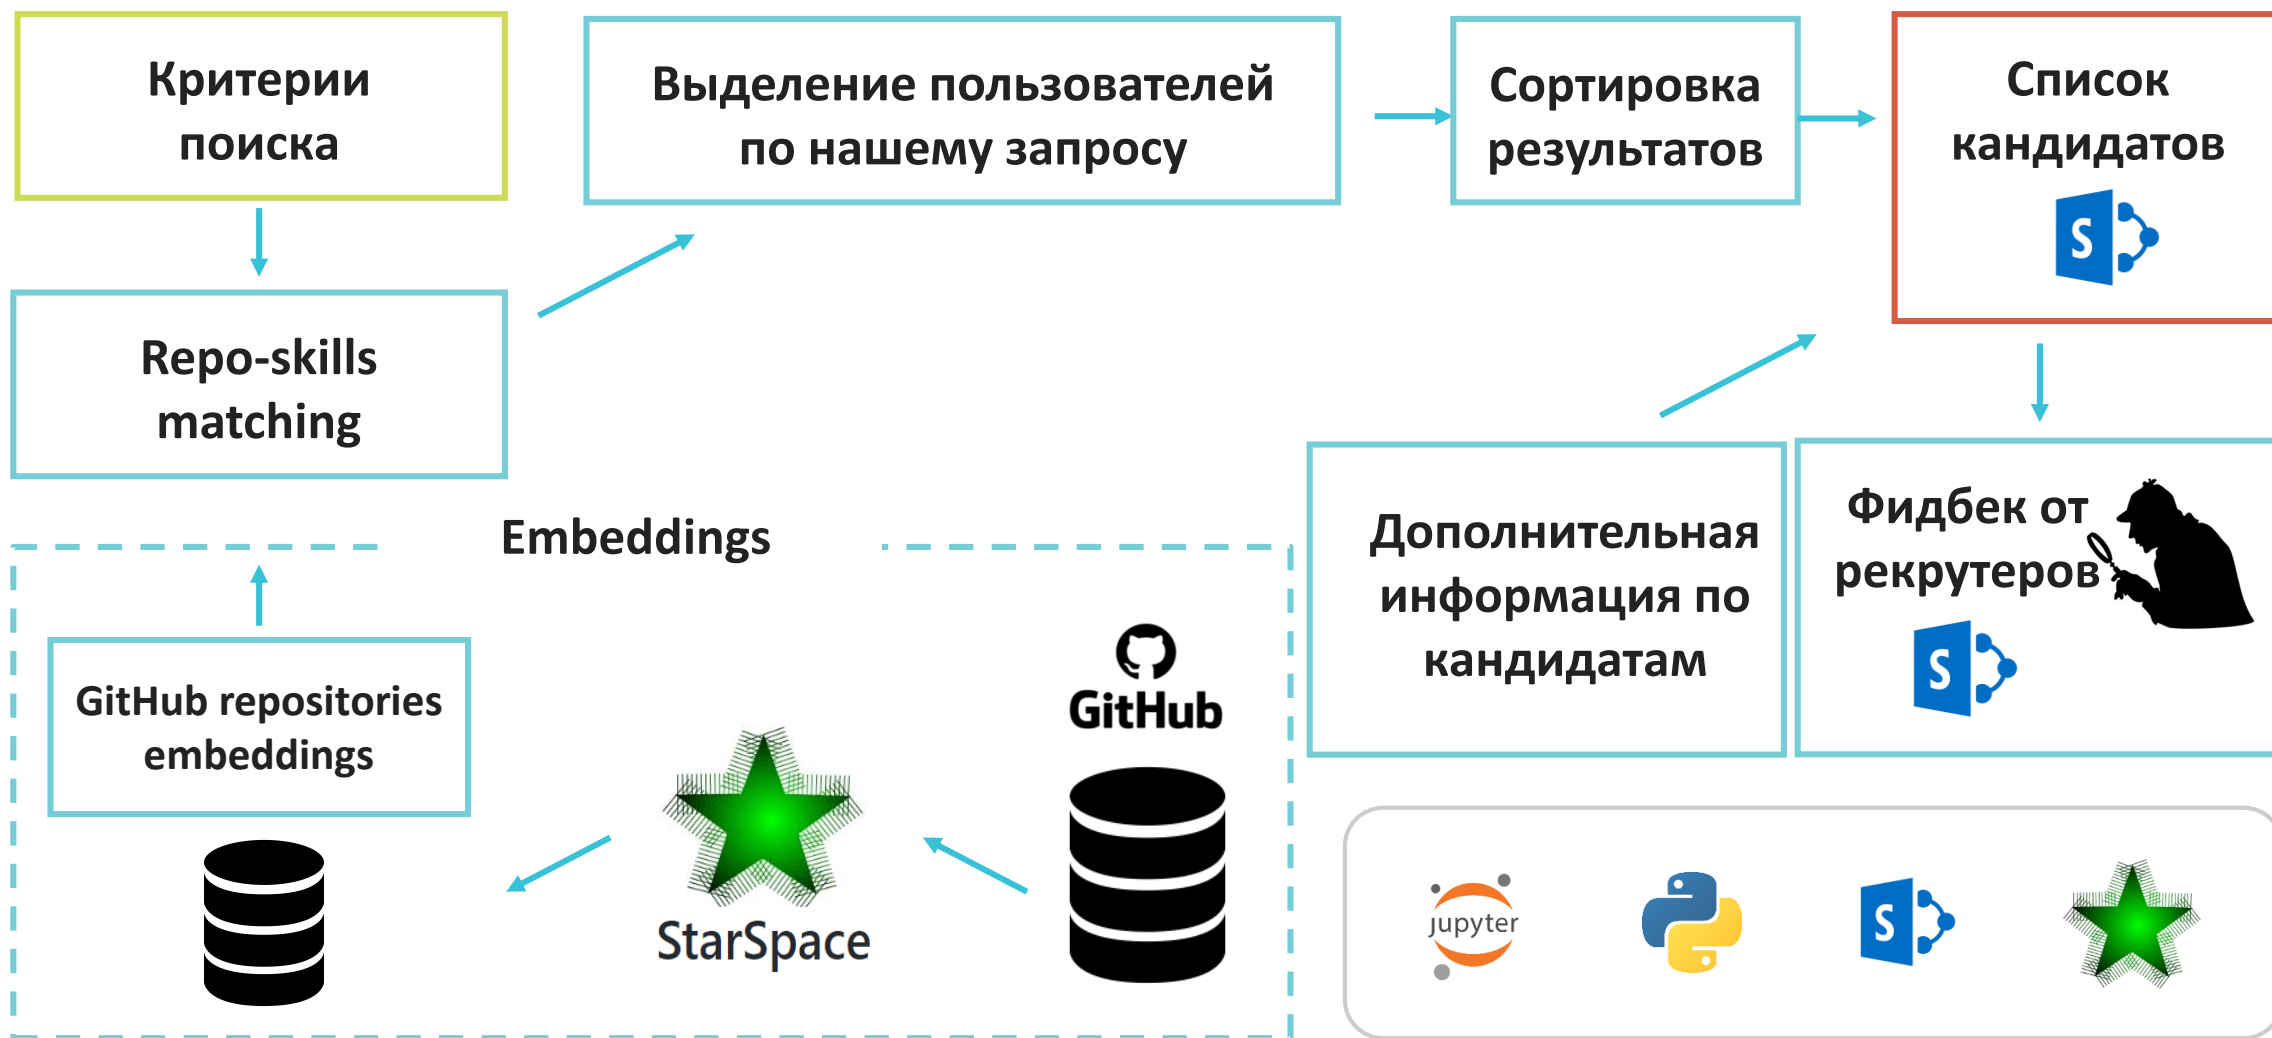 Критерии
поиска
Выделение пользователей
по нашему запросу
Сортировка
результатов
Список
кандидатов
S
Repo-skills
matching
Embeddings
GitHub repositories
embeddings
StarSpace
GitHub
Дополнительная
информация по
кандидатам
Фидбек от
рекрутеров
S
jupyter
S